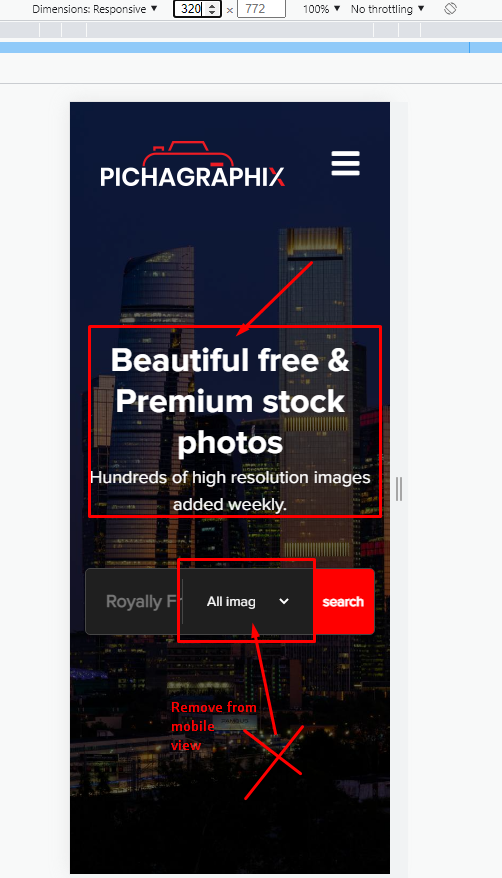 Dimensions: Responsive ▼ 320 × 772 100% ▼ No throttling ▼
PICHAGRAPHIX
Beautiful free &
Premium stock
photos
Hundreds of high resolution images
added weekly.
Royally F All imag search
Remove from
mobile
view